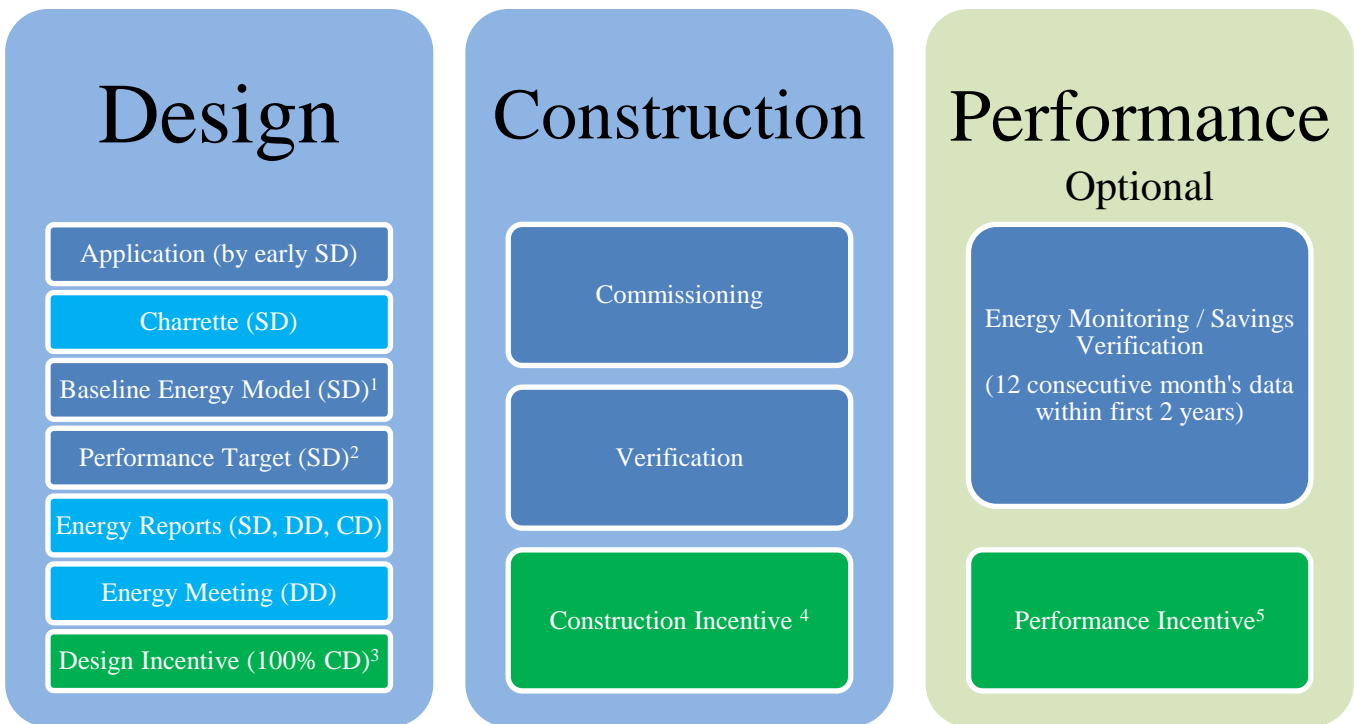 Design
Application (by early SD)
Charrette (SD)
Baseline Energy Model (SD)¹
Performance Target (SD)²
Energy Reports (SD, DD, CD)
Energy Meeting (DD)
Design Incentive (100% CD)³
Construction
Commissioning
Verification
Construction Incentive ⁴
Performance
Optional
Energy Monitoring / Savings
Verification
(12 consecutive month's data
within first 2 years)
Performance Incentive⁵